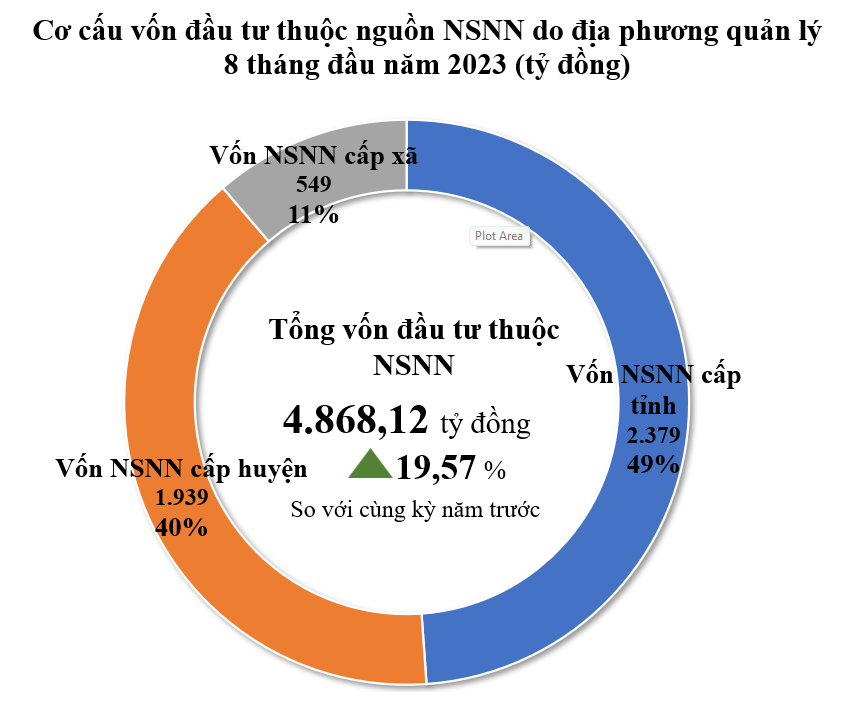 Cơ cấu vốn đầu tư thuộc nguồn NSNN do địa phương quản lý
8 tháng đầu năm 2023 (tỷ đồng)
Vốn NSNN cấp xã
549
11%
Plot Area
Tổng vốn đầu tư thuộc
NSNN
4.868,12 tỷ đồng
19,57 %
So với cùng kỳ năm trước
Vốn NSNN cấp
tỉnh
2.379
49%
Vốn NSNN cấp huyện
1.939
40%